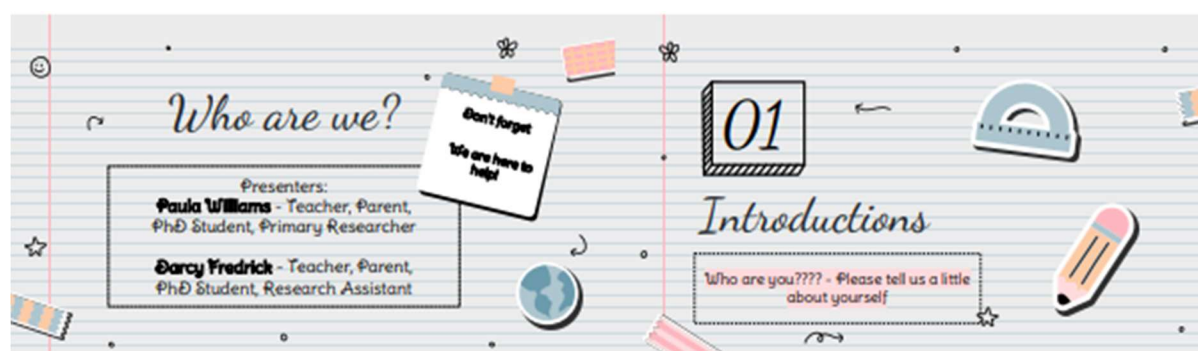 Who are we?
Don't forget
We are here to
help!
Presenters:
Paula Williams - Teacher, Parent,
PhD Student, Primary Researcher
Darcy Fredrick - Teacher, Parent,
PhD Student, Research Assistant
01
Introductions
Who are you???? - Please tell us a little
about yourself